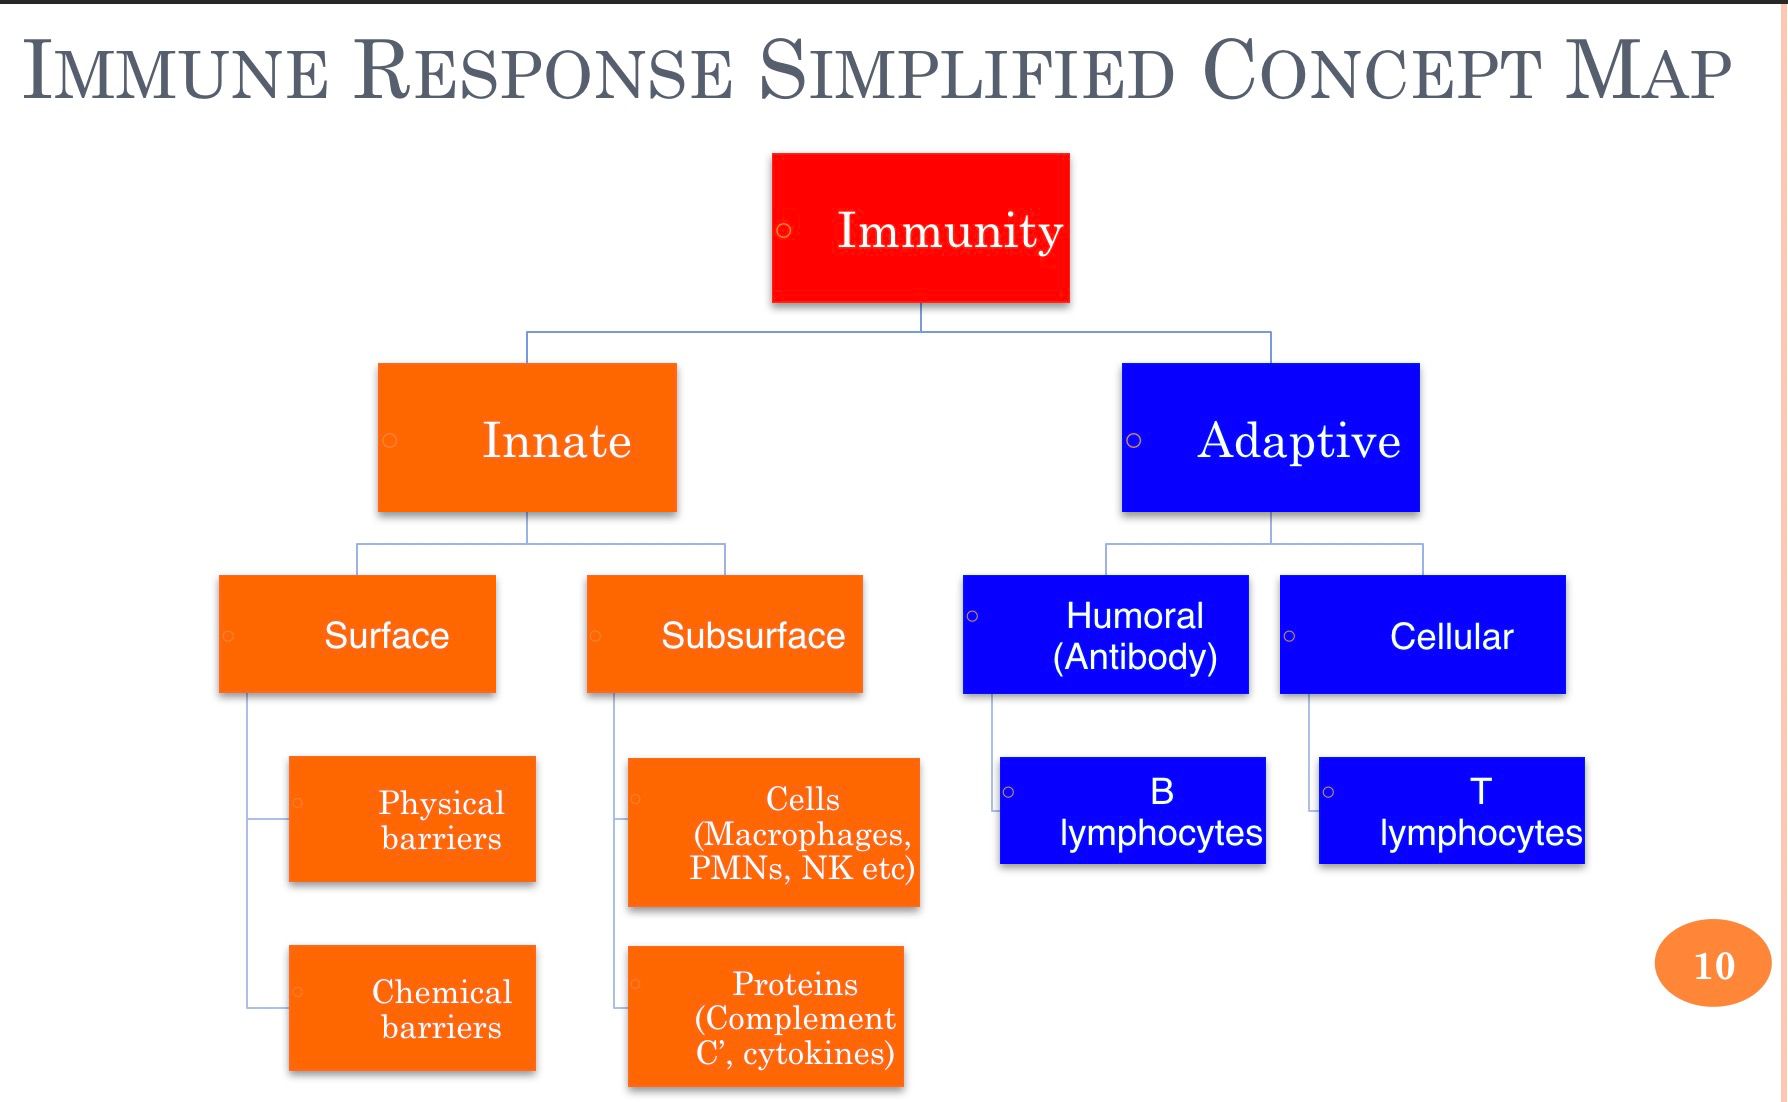 Immune Response Simplified Concept Map
Immunity
Innate
Adaptive
Surface
Subsurface
Humoral
(Antibody)
Cellular
Physical
barriers
Cells
(Macrophages,
PMNs, NK etc)
B
lymphocytes
T
lymphocytes
Chemical
barriers
Proteins
(Complement
C’, cytokines)
10